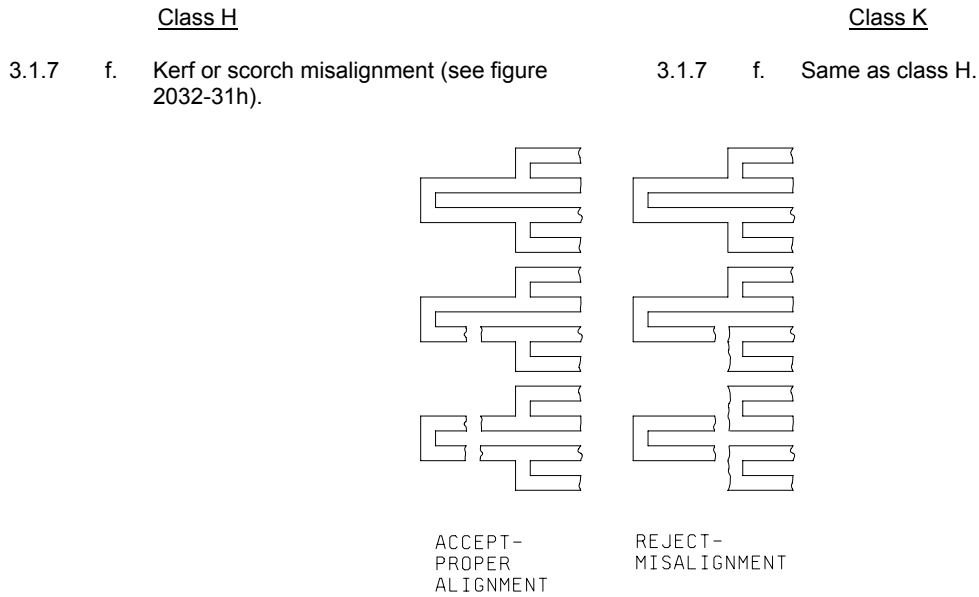 Class H
Class K
3.1.7 f. Kerf or scorch misalignment (see figure
2032-31h).
3.1.7 f. Same as class H.
ACCEPT-
PROPER
ALIGNMENT
REJECT-
MISALIGNMENT